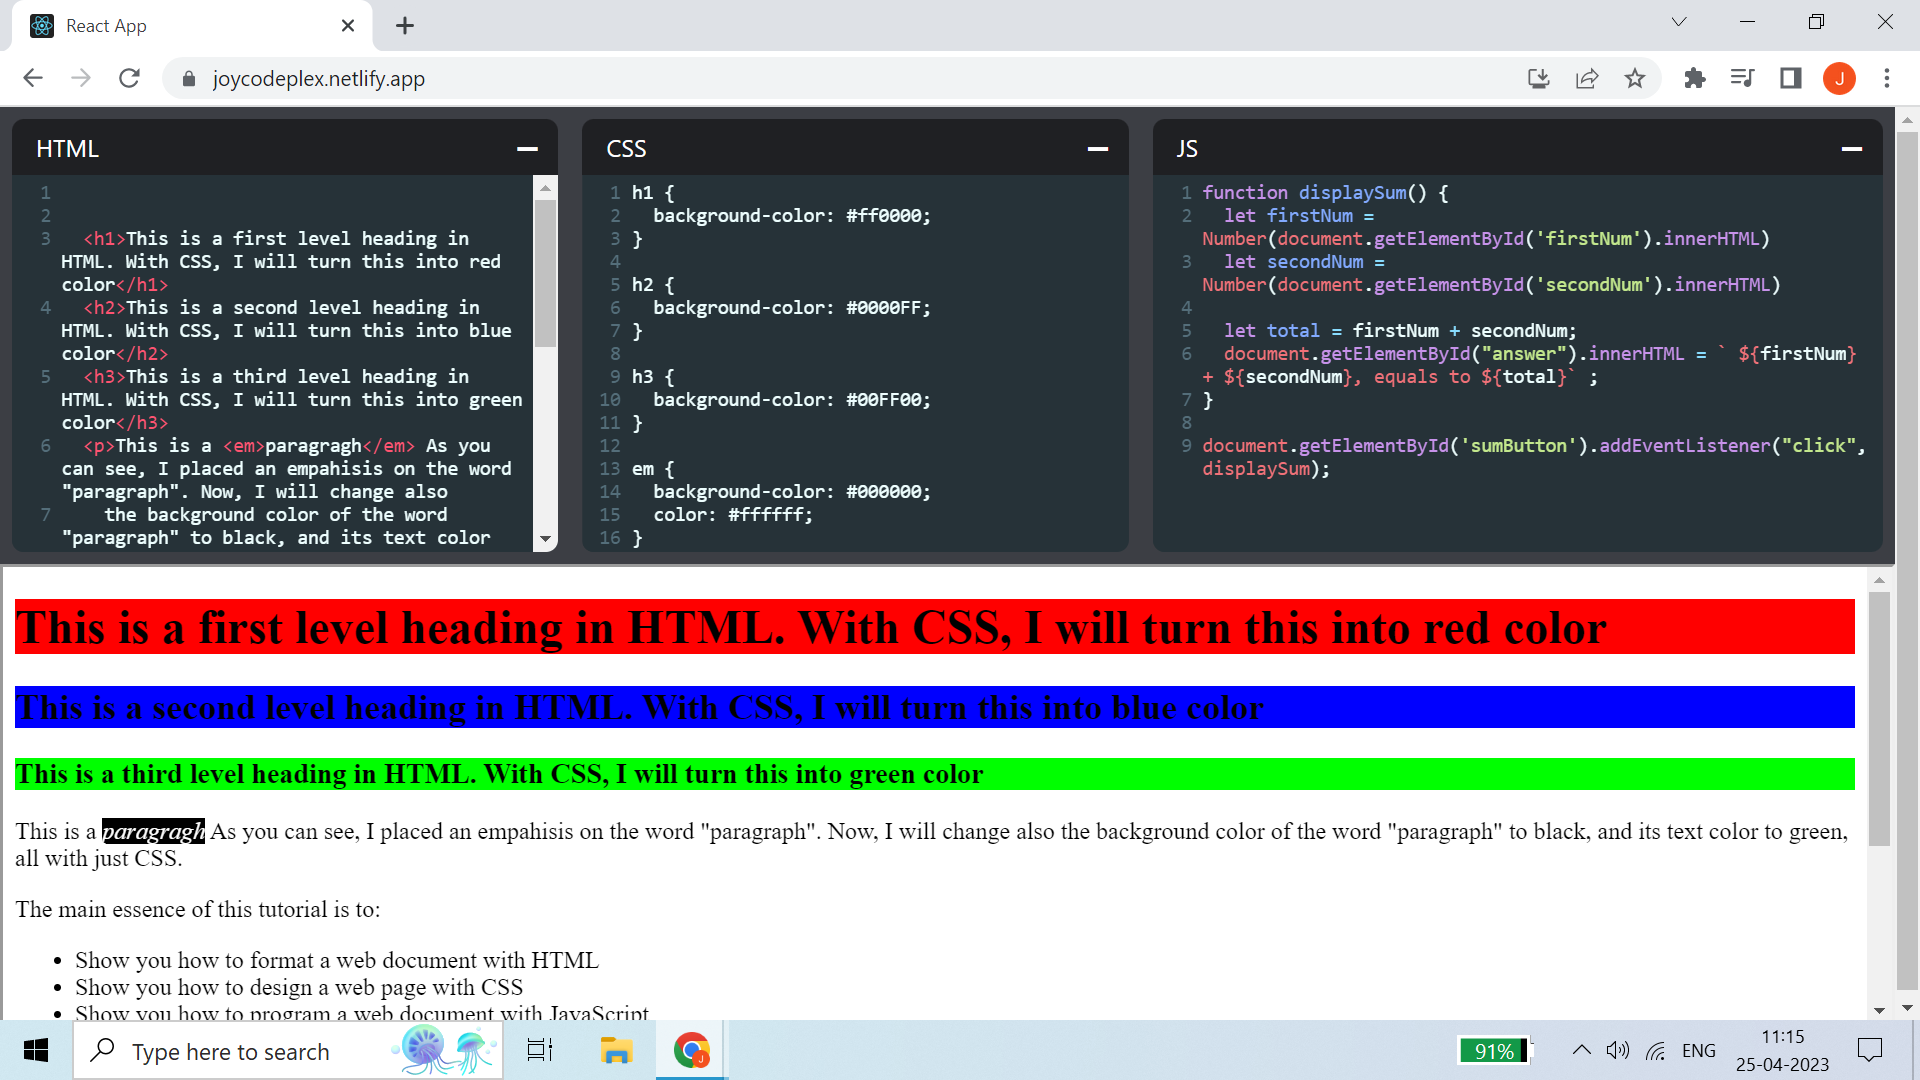 React App
joycodeplex.netlify.app
J
HTML
1
2
3 <h1>This is a first level heading in
HTML. With CSS, I will turn this into red
color</h1>
4 <h2>This is a second level heading in
HTML. With CSS, I will turn this into blue
color</h2>
5 <h3>This is a third level heading in
HTML. With CSS, I will turn this into green
color</h3>
6 <p>This is a <em>paragragh</em> As you
can see, I placed an empahisis on the word
"paragraph". Now, I will change also
7 the background color of the word
"paragraph" to black, and its text color
CSS
1 h1 {
2 background-color: #ff0000;
3 }
4
5 h2 {
6 background-color: #0000FF;
7 }
8
9 h3 {
10 background-color: #00FF00;
11 }
12
13 em {
14 background-color: #000000;
15 color: #ffffff;
16 }
JS
1 function displaySum() {
2 let firstNum =
Number(document.getElementById('firstNum').innerHTML)
3 let secondNum =
Number(document.getElementById('secondNum').innerHTML)
4
5 let total = firstNum + secondNum;
6 document.getElementById("answer").innerHTML = ` ${firstNum}
+ ${secondNum}, equals to ${total}` ;
7 }
8
9 document.getElementById('sumButton').addEventListener("click",
displaySum);
This is a first level heading in HTML. With CSS, I will turn this into red color
This is a second level heading in HTML. With CSS, I will turn this into blue color
This is a third level heading in HTML. With CSS, I will turn this into green color
This is a paragragh As you can see, I placed an empahisis on the word "paragraph". Now, I will change also the background color of the word "paragraph" to black, and its text color to green,
all with just CSS.
The main essence of this tutorial is to:
• Show you how to format a web document with HTML
• Show you how to design a web page with CSS
• Show you how to program a web document with JavaScript
Type here to search
J
91%
ENG
11:15
25-04-2023